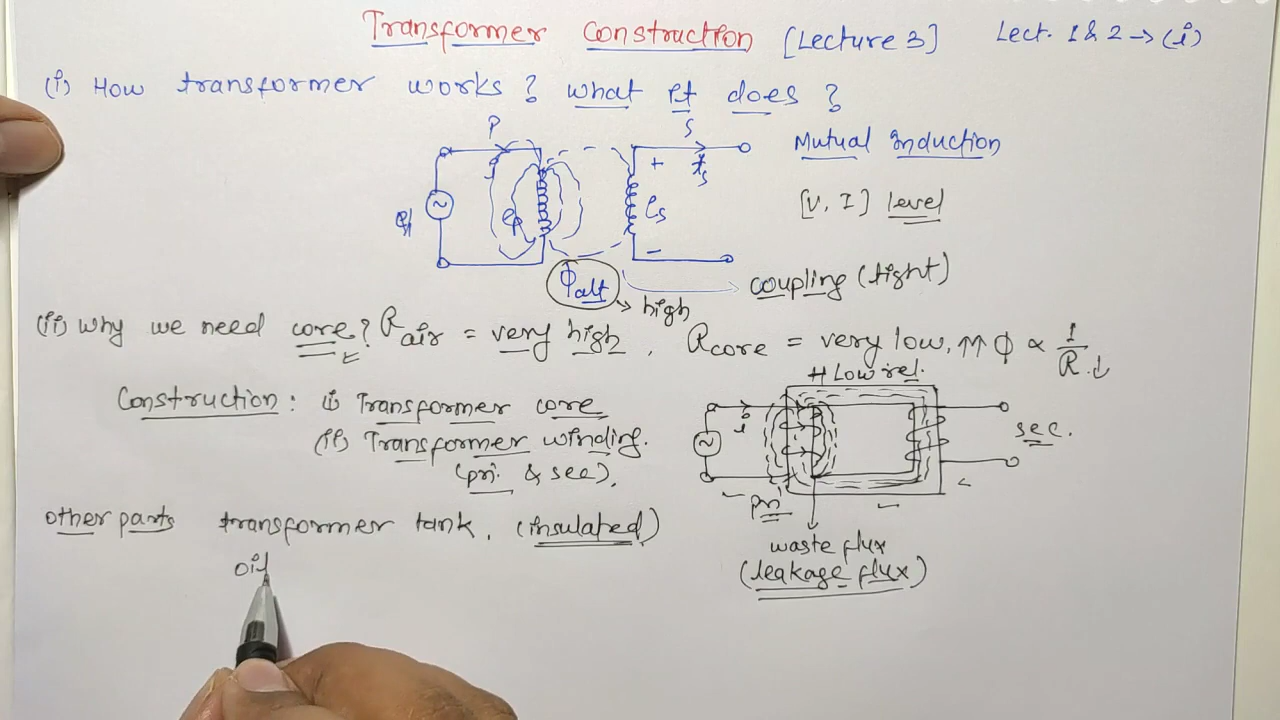 Transformer Construction [Lecture 3] Lect. 1 & 2 → (i)
(i) How transformer works? what it does?
P
S
Mutual induction
+
is
[V, I] level
ep
es
-
ϕalt → high
coupling (tight)
(ii) why we need core? Rair = very high, Rcore = very low, ↑↑ ϕ ∝ 1/R ↓
Low rel.
Construction: (i) Transformer core
(ii) Transformer winding.
(pri. & sec).
i
sec.
pri
other parts transformer tank. (insulated)
waste flux
(leakage flux)
oil